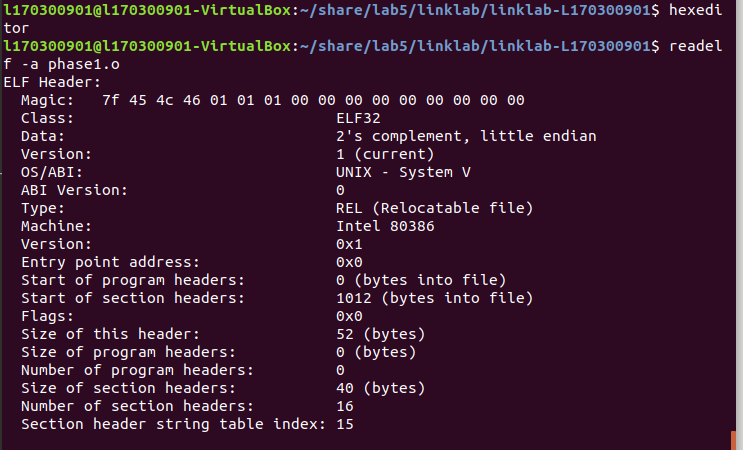 l170300901@l170300901-VirtualBox:~/share/lab5/linklab/linklab-L170300901$ hexedi
tor
l170300901@l170300901-VirtualBox:~/share/lab5/linklab/linklab-L170300901$ readel
f -a phase1.o
ELF Header:
  Magic:   7f 45 4c 46 01 01 01 00 00 00 00 00 00 00 00 00
  Class:                             ELF32
  Data:                              2's complement, little endian
  Version:                           1 (current)
  OS/ABI:                            UNIX - System V
  ABI Version:                       0
  Type:                              REL (Relocatable file)
  Machine:                           Intel 80386
  Version:                           0x1
  Entry point address:               0x0
  Start of program headers:          0 (bytes into file)
  Start of section headers:          1012 (bytes into file)
  Flags:                             0x0
  Size of this header:               52 (bytes)
  Size of program headers:           0 (bytes)
  Number of program headers:         0
  Size of section headers:           40 (bytes)
  Number of section headers:         16
  Section header string table index: 15